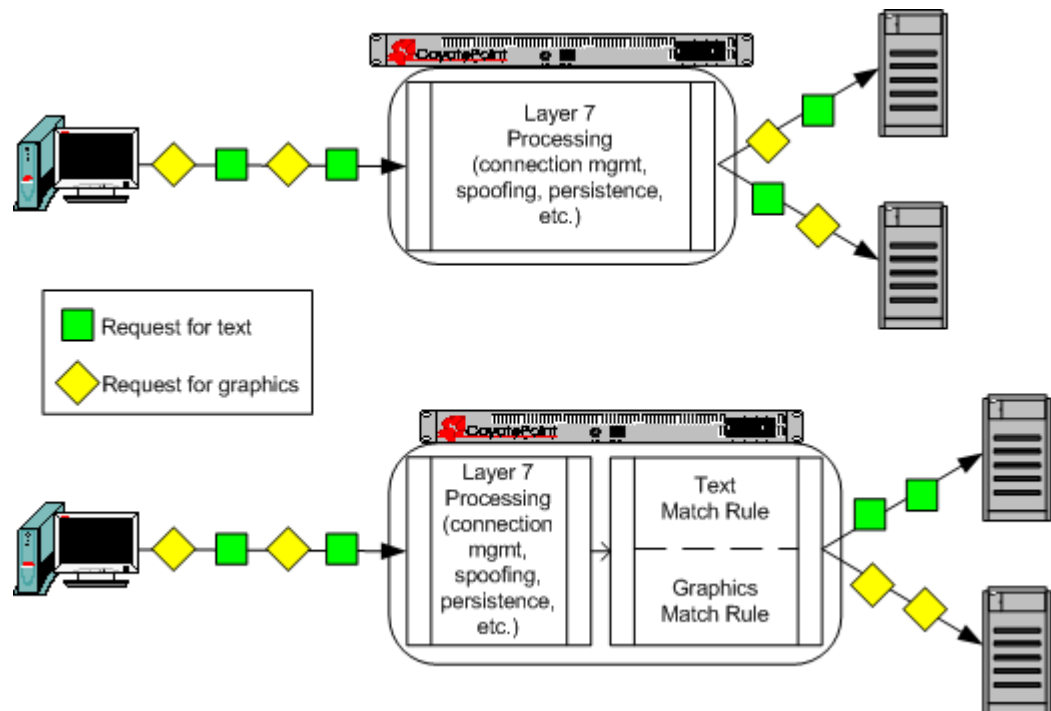 CoyotePoint
Layer 7
Processing
(connection mgmt,
spoofing, persistence,
etc.)
Request for text
Request for graphics
CoyotePoint
Layer 7
Processing
(connection
mgmt,
spoofing,
persistence,
etc.)
Text
Match Rule
Graphics
Match Rule